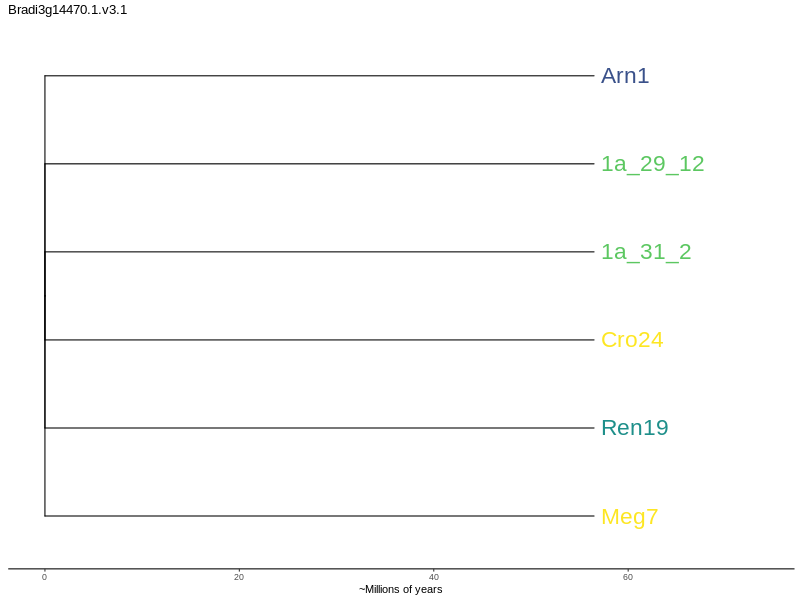 Bradi3g14470.1.v3.1
Arn1
1a_29_12
1a_31_2
Cro24
Ren19
Meg7
0 20 40 60
~Millions of years